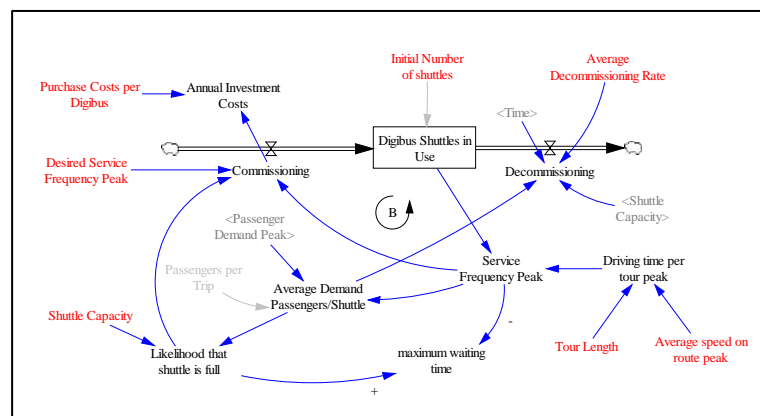 Initial Number
of shuttles
Average
Decommissioning Rate
Purchase Costs per
Digibus
Annual Investment
Costs
<Time>
Digibus Shuttles in
Use
Desired Service
Frequency Peak
Commissioning
Decommissioning
<Shuttle
Capacity>
B
<Passenger
Demand Peak>
Passengers per
Trip
Average Demand
Passengers/Shuttle
Service
Frequency Peak
Driving time per
tour peak
Shuttle Capacity
Likelihood that
shuttle is full
maximum waiting
time
-
+
Tour Length
Average speed on
route peak